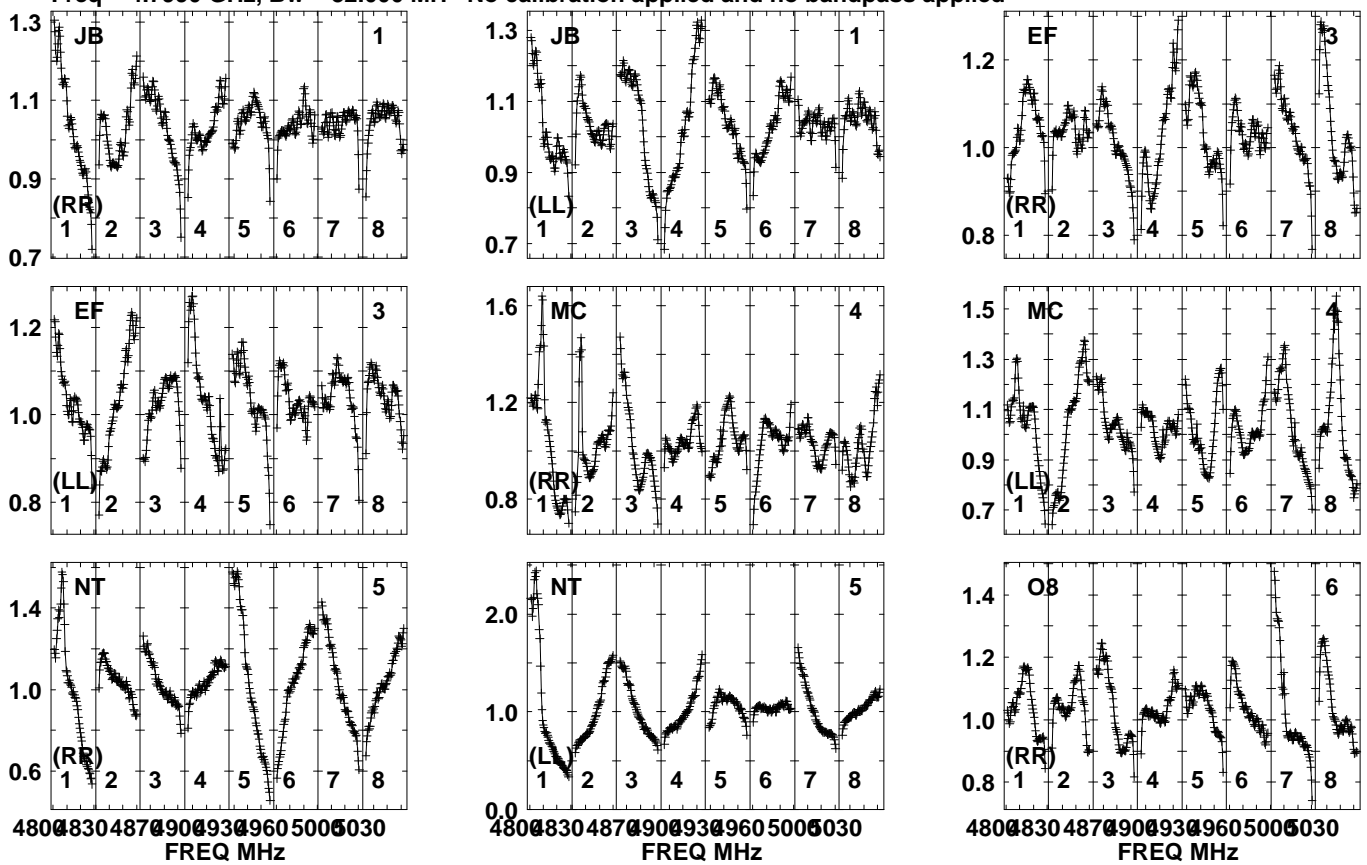 No calibration applied and no bandpass applied
1.3 JB 1
1.1
0.9
(RR)
1 2 3 4 5 6 7 8
0.7
1.3 JB 1
1.1
0.9
(LL)
1 2 3 4 5 6 7 8
0.7
EF 3
1.2
1.0
(RR)
0.8
1 2 3 4 5 6 7 8
EF 3
1.2
1.0
(LL)
0.8
1 2 3 4 5 6 7 8
MC 4
1.6
1.2
(RR)
0.8
1 2 3 4 5 6 7 8
1.5 MC 4
1.3
1.1
0.9
(LL)
0.7
1 2 3 4 5 6 7 8
NT 5
1.4
1.0
(RR)
0.6
1 2 3 4 5 6 7 8
4800 4830 4870 4900 4930 4960 5000 5030
FREQ MHz
NT 5
2.0
1.0
(LL)
1 2 3 4 5 6 7 8
0.0
4800 4830 4870 4900 4930 4960 5000 5030
FREQ MHz
1.4 O8 6
1.2
1.0
(RR)
0.8
1 2 3 4 5 6 7 8
4800 4830 4870 4900 4930 4960 5000 5030
FREQ MHz